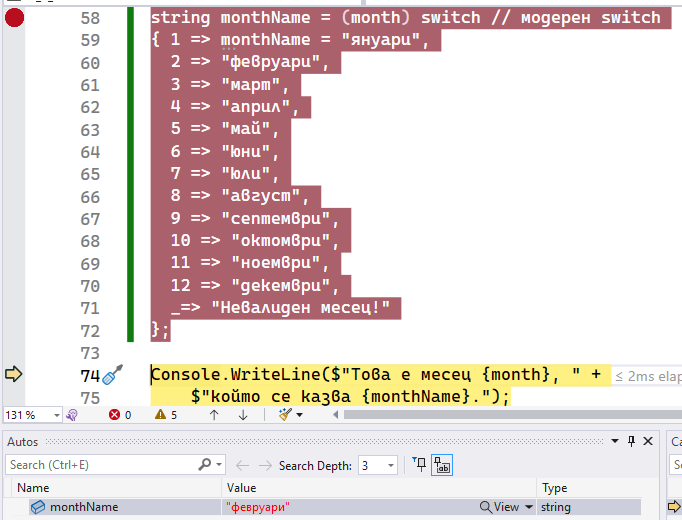 58 string monthName = (month) switch // модерен switch
59 { 1 => monthName = "януари",
60 2 => "февруари",
61 3 => "март",
62 4 => "април",
63 5 => "май",
64 6 => "юни",
65 7 => "юли",
66 8 => "август",
67 9 => "септември",
68 10 => "октомври",
69 11 => "ноември",
70 12 => "декември",
71 _=> "Невалиден месец!"
72 };
73
74 Console.WriteLine($"Това е месец {month}, " + ≤ 2ms elap
75 $"който се казва {monthName}.");
131 % 0 5
Autos
Search (Ctrl+E) Search Depth: 3
Name Value Type
monthName "февруари" View string